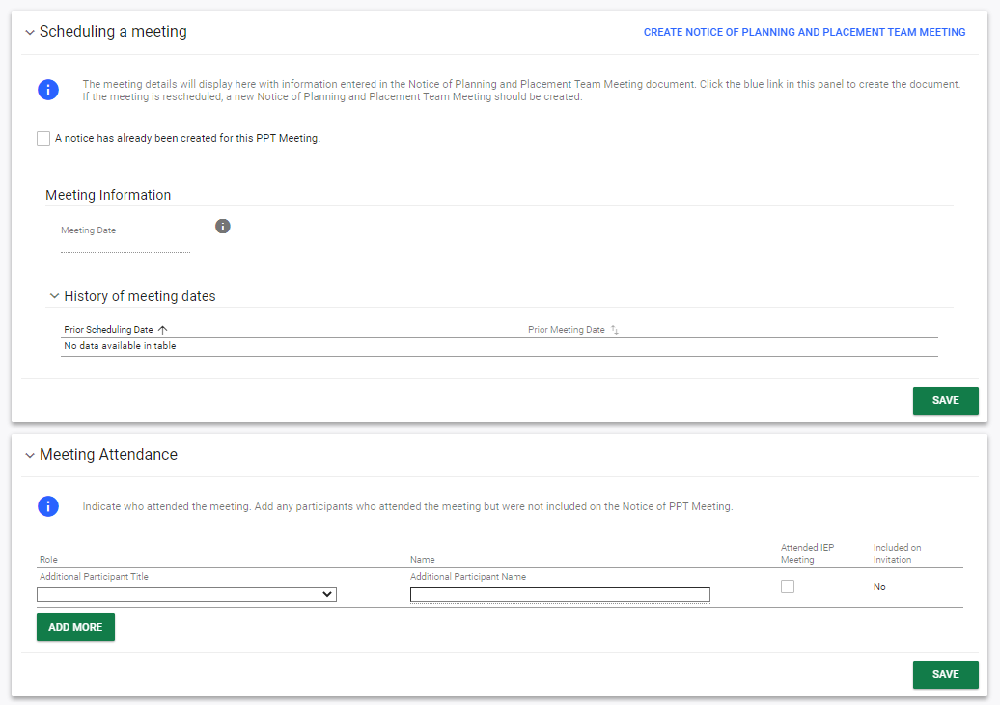 Scheduling a meeting
CREATE NOTICE OF PLANNING AND PLACEMENT TEAM MEETING
The meeting details will display here with information entered in the Notice of Planning and Placement Team Meeting document. Click the blue link in this panel to create the document.
If the meeting is rescheduled, a new Notice of Planning and Placement Team Meeting should be created.
A notice has already been created for this PPT Meeting.
Meeting Information
Meeting Date
History of meeting dates
Prior Scheduling Date
Prior Meeting Date
No data available in table
SAVE
Meeting Attendance
Indicate who attended the meeting. Add any participants who attended the meeting but were not included on the Notice of PPT Meeting.
Role
Name
Attended IEP
Meeting
Included on
Invitation
Additional Participant Title
Additional Participant Name
No
ADD MORE
SAVE